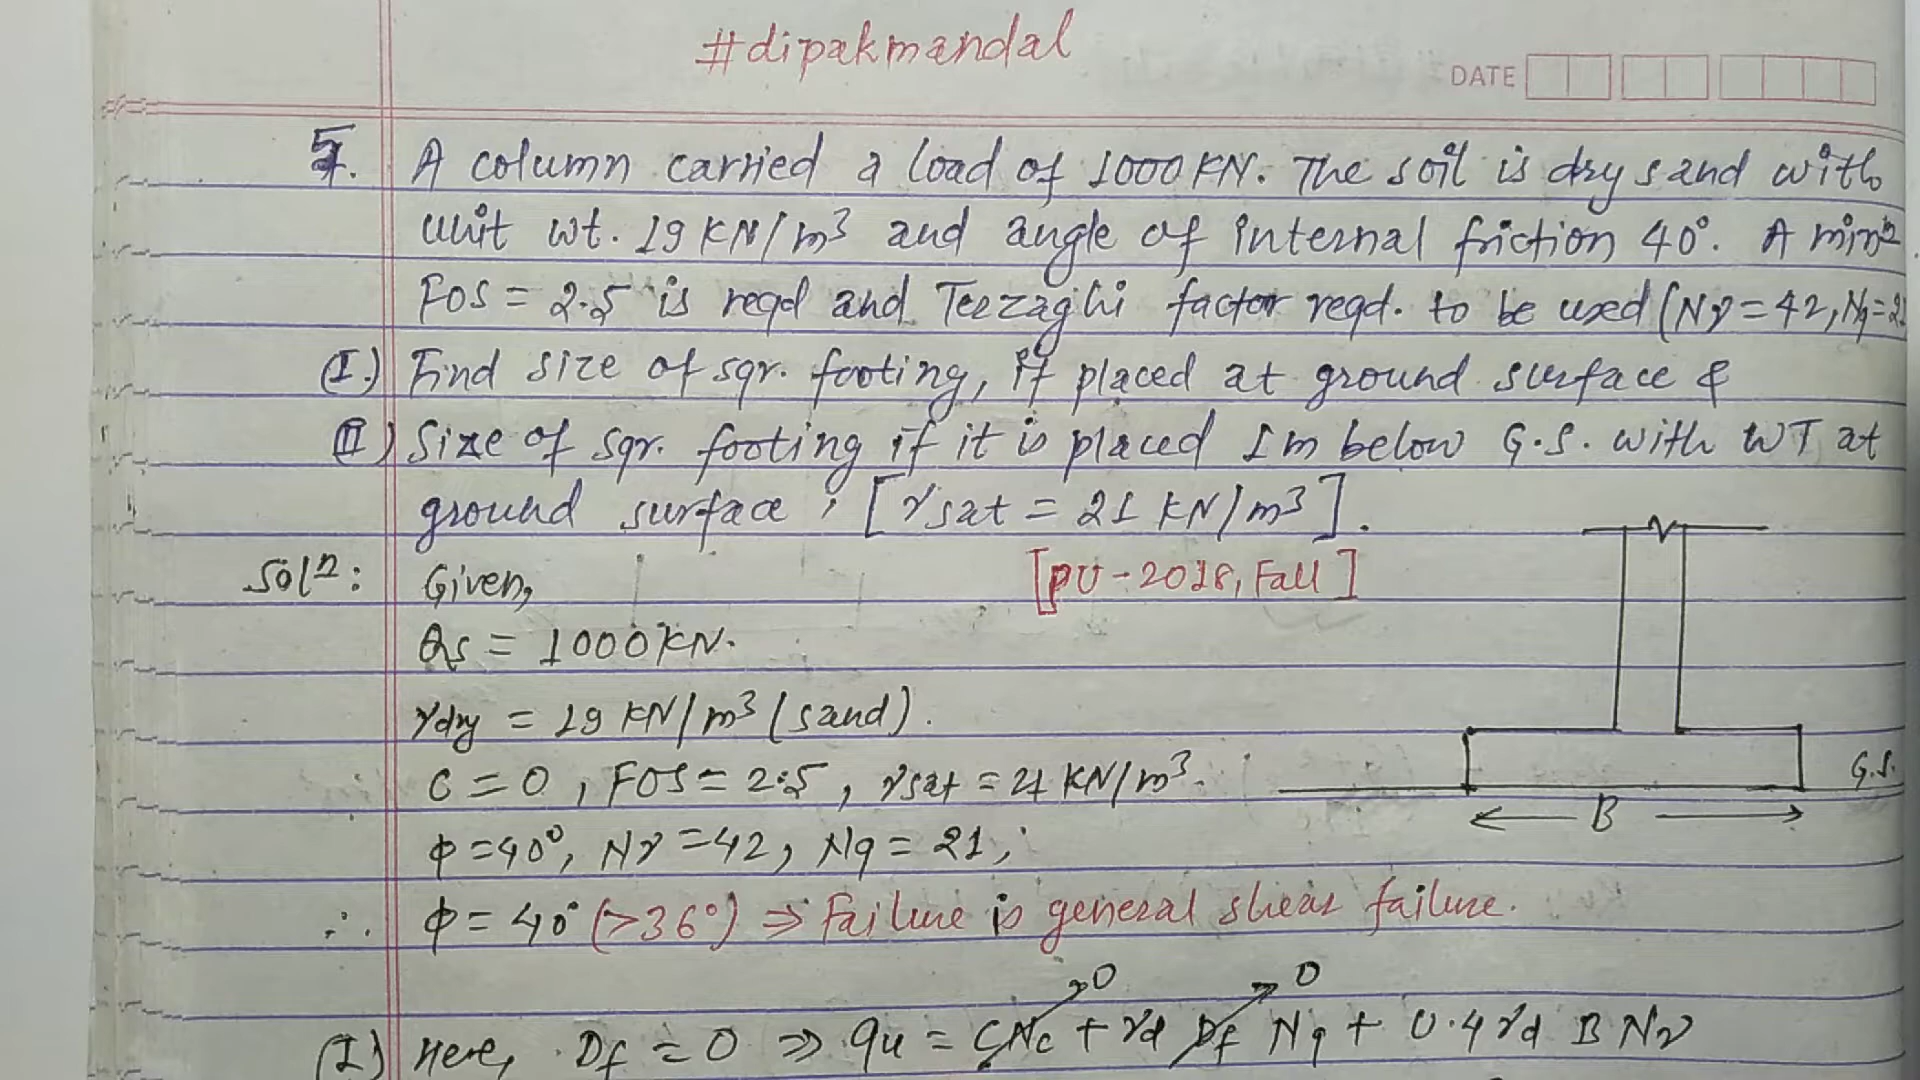 #dipakmandal
DATE
5. A column carried a load of 1000 KN. The soil is dry sand with
unit wt. 19 KN/m³ and angle of internal friction 40°. A minᵐ
FOS = 2.5 is reqd and Terzaghi factor reqd. to be used (Nγ = 42, Nq = 21
(I.) Find size of sqr. footing, if placed at ground surface &
(II) Size of sqr. footing if it is placed 1m below G.S. with WT at
ground surface ; [γsat = 21 KN/m³].
Solⁿ: Given, [PU - 2018, Fall]
Qs = 1000 KN.
γdry = 19 KN/m³ (sand).
C = 0, FOS = 2.5, γsat = 21 KN/m³.
G.S.
B
φ = 40°, Nγ = 42, Nq = 21;
∴ φ = 40° (>36°) ⇒ Failure is general shear failure.
0 0
(I) Here, Df = 0 ⇒ qu = CNc + γd Df Nq + 0.4 γd B Nγ